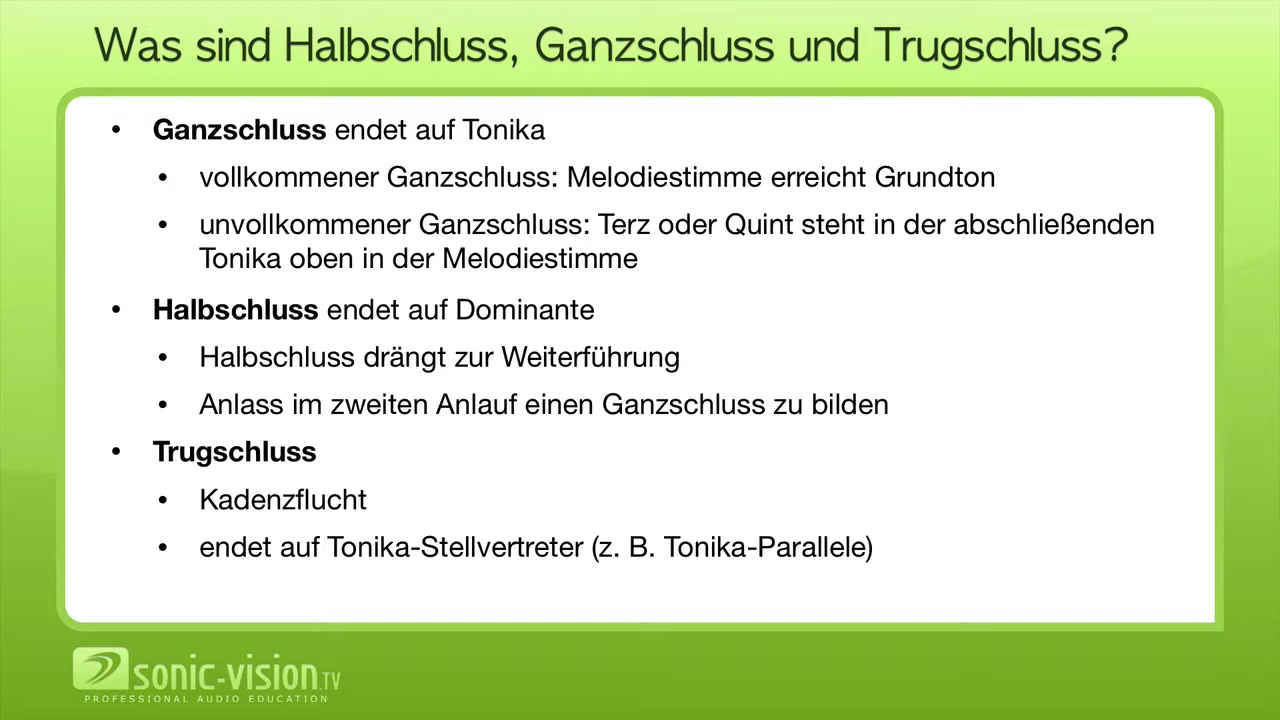 Was sind Halbschluss, Ganzschluss und Trugschluss?
• Ganzschluss endet auf Tonika
• vollkommener Ganzschluss: Melodiestimme erreicht Grundton
• unvollkommener Ganzschluss: Terz oder Quint steht in der abschließenden
Tonika oben in der Melodiestimme
• Halbschluss endet auf Dominante
• Halbschluss drängt zur Weiterführung
• Anlass im zweiten Anlauf einen Ganzschluss zu bilden
• Trugschluss
• Kadenzflucht
• endet auf Tonika-Stellvertreter (z. B. Tonika-Parallele)
sonic-vision.TV
PROFESSIONAL AUDIO EDUCATION